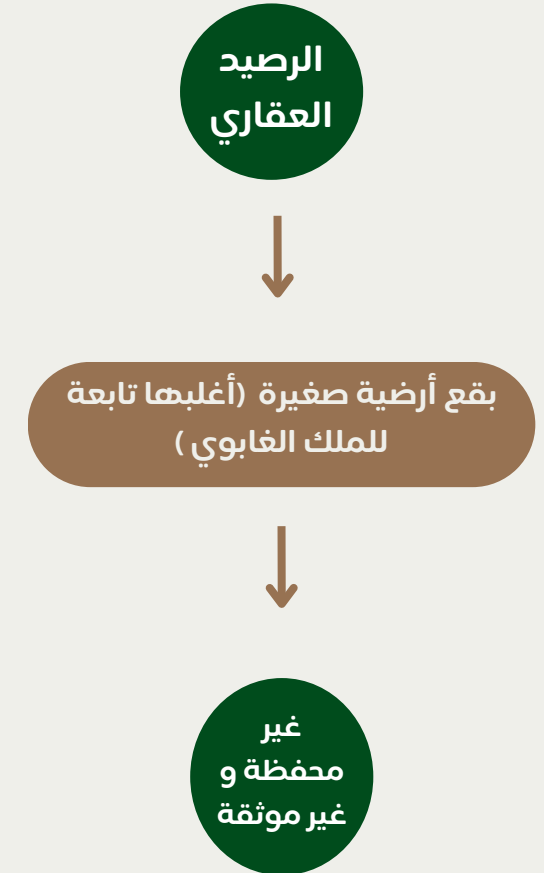 الرصيد
العقاري
بقع أرضية صغيرة (أغلبها تابعة
للملك الغابوي )
غير
محفظة و
غير موثقة